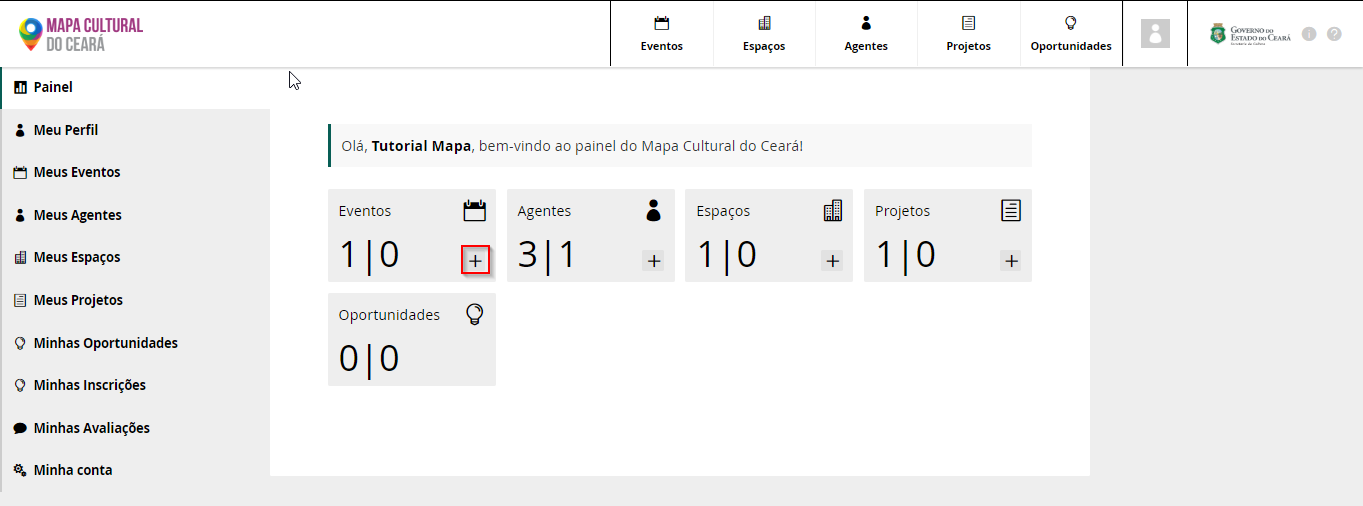 MAPA CULTURAL
DO CEARÁ
Eventos
Espaços
Agentes
Projetos
Oportunidades
GOVERNO DO
ESTADO DO CEARÁ
Secretaria da Cultura
i
?
Painel
Meu Perfil
Meus Eventos
Meus Agentes
Meus Espaços
Meus Projetos
Minhas Oportunidades
Minhas Inscrições
Minhas Avaliações
Minha conta
Olá, Tutorial Mapa, bem-vindo ao painel do Mapa Cultural do Ceará!
Eventos
1|0
+
Agentes
3|1
+
Espaços
1|0
+
Projetos
1|0
+
Oportunidades
0|0